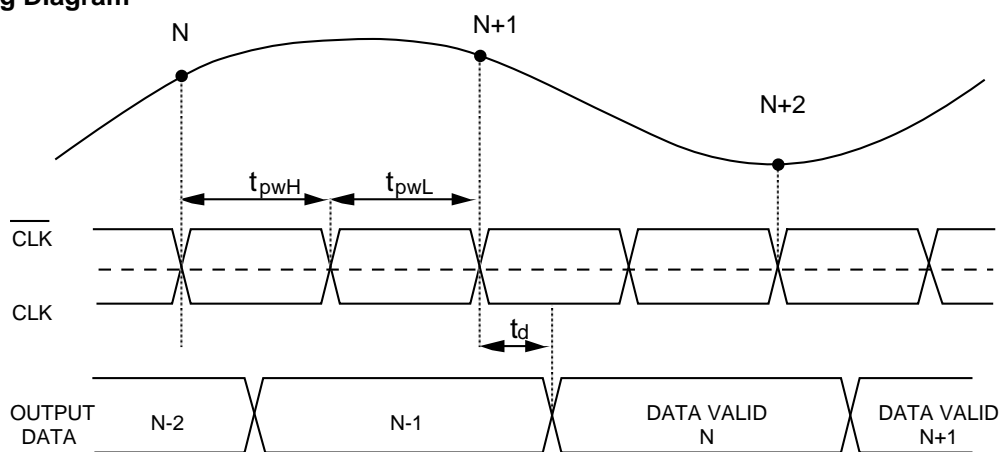 g Diagram
N
N+1
N+2
tpwH
tpwL
CLK
CLK
td
OUTPUT
DATA
N-2
N-1
DATA VALID
N
DATA VALID
N+1